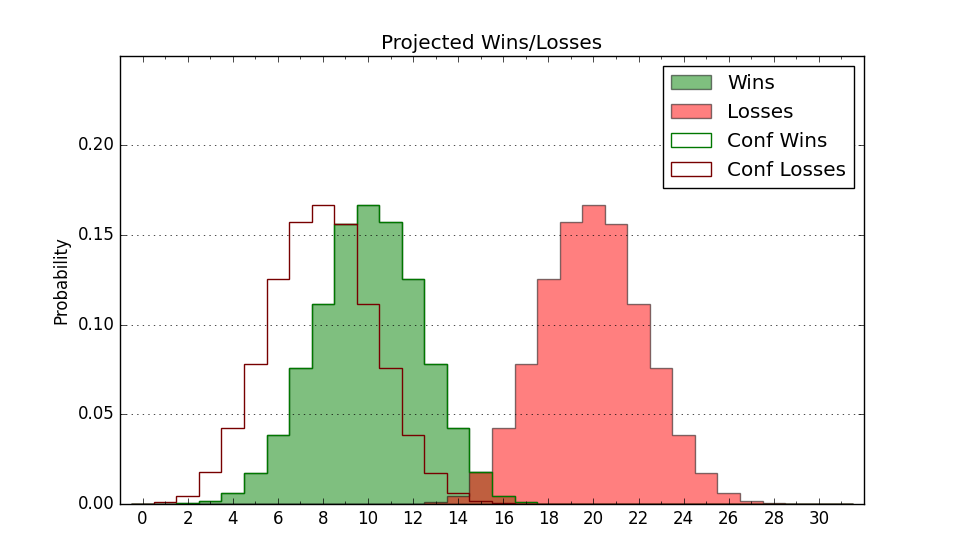 Projected Wins/Losses
Wins
Losses
Conf Wins
Conf Losses
Probability
0.20
0.15
0.10
0.05
0.00
0 2 4 6 8 10 12 14 16 18 20 22 24 26 28 30